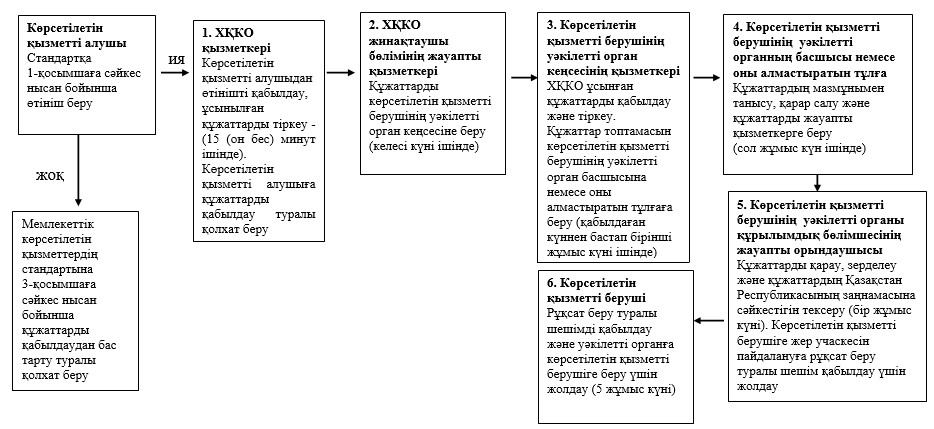 Көрсетілетін
қызметті алушы
Стандартқа
1-қосымшаға сәйкес
нысан бойынша
өтініш беру
ИЯ
ЖОҚ
Мемлекеттік
көрсетілетін
қызметтердің
стандартына
3-қосымшаға
сәйкес нысан
бойынша
құжаттарды
қабылдаудан бас
тарту туралы
қолхат беру
1. ХҚКО
қызметкері
Көрсетілетін
қызметті алушыдан
өтінішті қабылдау,
ұсынылған
құжаттарды тіркеу -
(15 (он бес) минут
ішінде).
Көрсетілетін
қызметті алушыға
құжаттарды
қабылдау туралы
қолхат беру
2. ХҚКО
жинақтаушы
бөлімінің жауапты
қызметкері
Құжаттарды
көрсетілетін қызметті
берушінің уәкілетті
орган кеңсесіне беру
(келесі күні ішінде)
3. Көрсетілетін
қызметті берушінің
уәкілетті орган
кеңсесінің қызметкері
ХҚКО ұсынған
құжаттарды қабылдау
және тіркеу.
Құжаттар топтамасын
көрсетілетін қызметті
берушінің уәкілетті
орган басшысына
немесе оны
алмастыратын тұлғаға
беру (қабылдаған
күннен бастап бірінші
жұмыс күні ішінде)
4. Көрсетілетін қызметті
берушінің уәкілетті
органның басшысы немесе
оны алмастыратын тұлға
Құжаттардың мазмұнымен
танысу, қарар салу және
құжаттарды жауапты
қызметкерге беру
(сол жұмыс күн ішінде)
5. Көрсетілетін қызметті
берушінің уәкілетті органы
құрылымдық бөлімшесінің
жауапты орындаушысы
Құжаттарды қарау, зерделеу
және құжаттардың Қазақстан
Республикасының заңнамасына
сәйкестігін тексеру (бір жұмыс
күні). Көрсетілетін қызметті
берушіге жер учаскесін
пайдалануға рұқсат беру
туралы шешім қабылдау үшін
жолдау
6. Көрсетілетін
қызметті беруші
Рұқсат беру туралы
шешімді қабылдау
және уәкілетті органға
көрсетілетін қызметті
берушіге беру үшін
жолдау (5 жұмыс күні)